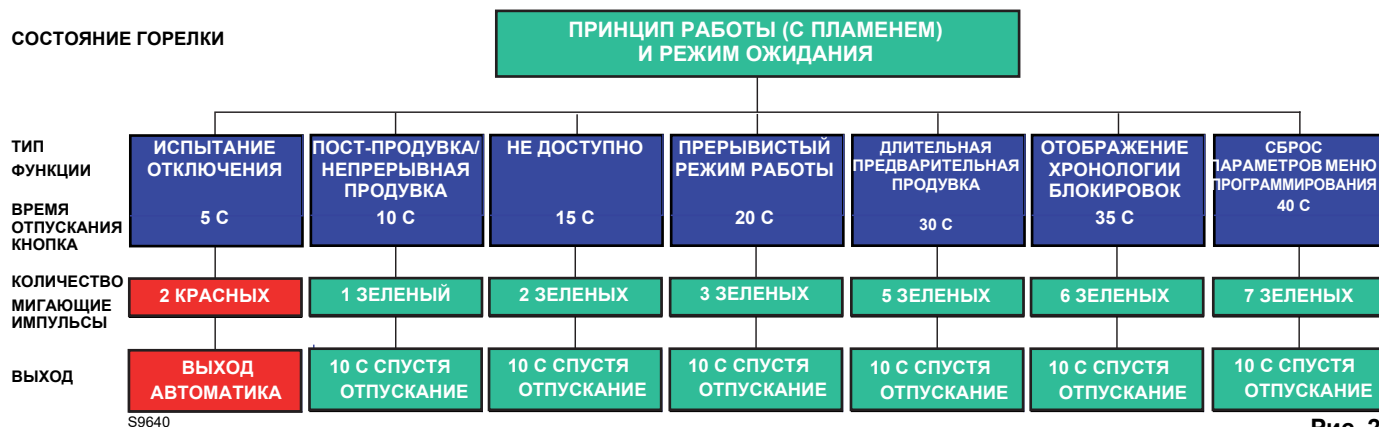 СОСТОЯНИЕ ГОРЕЛКИ
ПРИНЦИП РАБОТЫ (С ПЛАМЕНЕМ)
И РЕЖИМ ОЖИДАНИЯ
ТИП
ФУНКЦИИ
ИСПЫТАНИЕ
ОТКЛЮЧЕНИЯ
ПОСТ-ПРОДУВКА/
НЕПРЕРЫВНАЯ
ПРОДУВКА
НЕ ДОСТУПНО
ПРЕРЫВИСТЫЙ
РЕЖИМ РАБОТЫ
ДЛИТЕЛЬНАЯ
ПРЕДВАРИТЕЛЬНАЯ
ПРОДУВКА
ОТОБРАЖЕНИЕ
ХРОНОЛОГИИ
БЛОКИРОВОК
СБРОС
ПАРАМЕТРОВ МЕНЮ
ПРОГРАММИРОВАНИЯ
ВРЕМЯ
ОТПУСКАНИЯ
КНОПКА
5 С
10 С
15 С
20 С
30 С
35 С
40 С
КОЛИЧЕСТВО
МИГАЮЩИЕ
ИМПУЛЬСЫ
2 КРАСНЫХ
1 ЗЕЛЕНЫЙ
2 ЗЕЛЕНЫХ
3 ЗЕЛЕНЫХ
5 ЗЕЛЕНЫХ
6 ЗЕЛЕНЫХ
7 ЗЕЛЕНЫХ
ВЫХОД
ВЫХОД
АВТОМАТИКА
10 С СПУСТЯ
ОТПУСКАНИЕ
10 С СПУСТЯ
ОТПУСКАНИЕ
10 С СПУСТЯ
ОТПУСКАНИЕ
10 С СПУСТЯ
ОТПУСКАНИЕ
10 С СПУСТЯ
ОТПУСКАНИЕ
10 С СПУСТЯ
ОТПУСКАНИЕ
S9640
Рис. 2